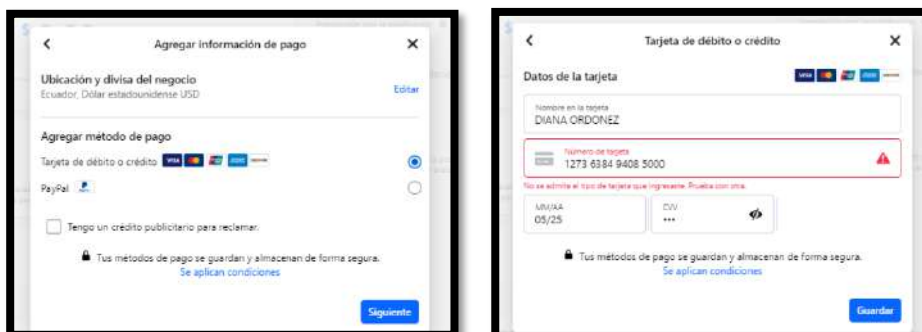 Agregar información de pago
Ubicación y divisa del negocio
Ecuador, Dólar estadounidense USD
Editar
Agregar método de pago
Tarjeta de débito o crédito VISA
PayPal
Tengo un crédito publicitario para reclamar.
Tus métodos de pago se guardan y almacenan de forma segura.
Se aplican condiciones
Siguiente
Tarjeta de débito o crédito
Datos de la tarjeta
VISA
Nombre en la tarjeta
DIANA ORDONEZ
Número de tarjeta
1273 6384 9408 5000
No se admite el tipo de tarjeta que ingresaste. Prueba con otra.
MM/AA
05/25
CVV
•••
Tus métodos de pago se guardan y almacenan de forma segura.
Se aplican condiciones
Guardar